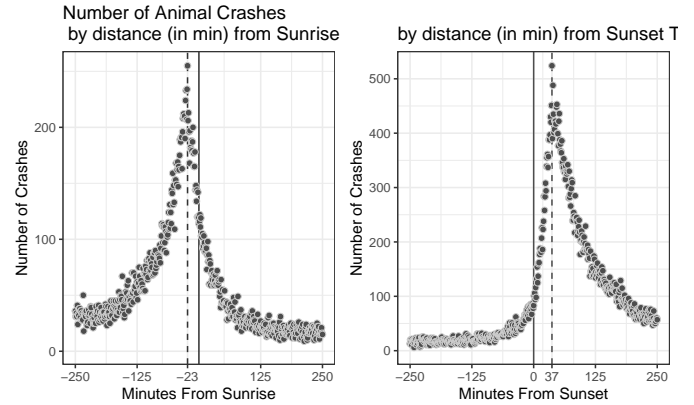 Number of Animal Crashes
by distance (in min) from Sunrise
by distance (in min) from Sunset T
Number of Crashes
200
100
0
−250
−125
−23
125
250
Minutes From Sunrise
Number of Crashes
500
400
300
200
100
0
−250
−125
0
37
125
250
Minutes From Sunset